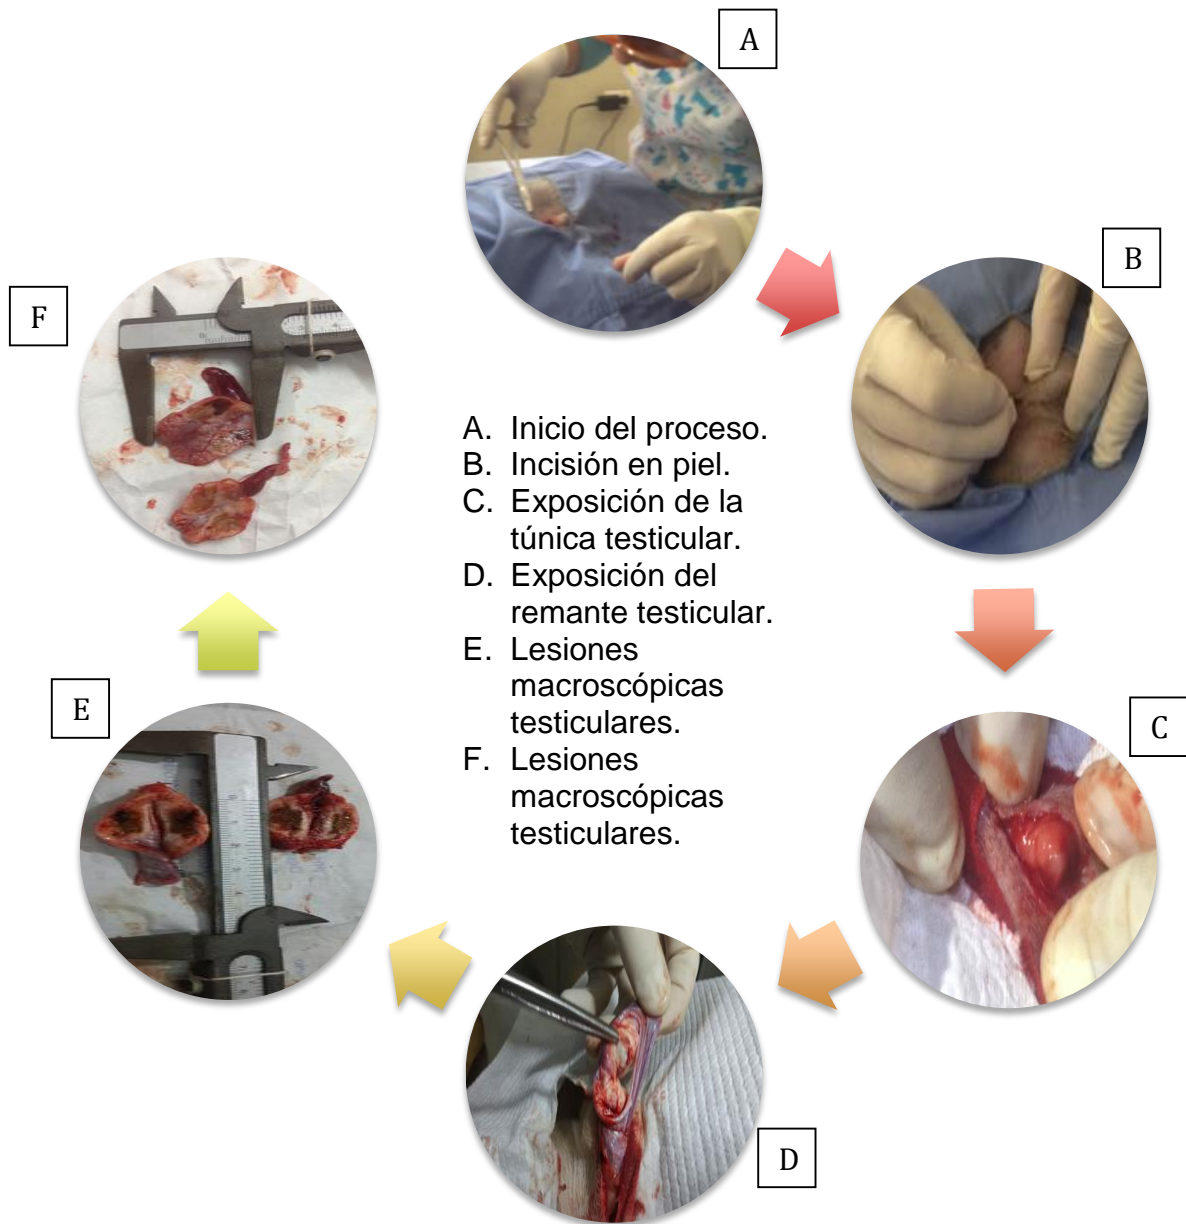 A
B
F
A. Inicio del proceso.
B. Incisión en piel.
C. Exposición de la
túnica testicular.
D. Exposición del
remante testicular.
E. Lesiones
macroscópicas
testiculares.
F. Lesiones
macroscópicas
testiculares.
E
C
D